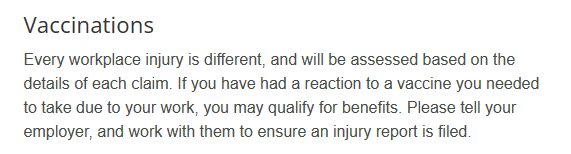 Vaccinations
Every workplace injury is different, and will be assessed based on the
details of each claim. If you have had a reaction to a vaccine you needed
to take due to your work, you may qualify for benefits. Please tell your
employer, and work with them to ensure an injury report is filed.